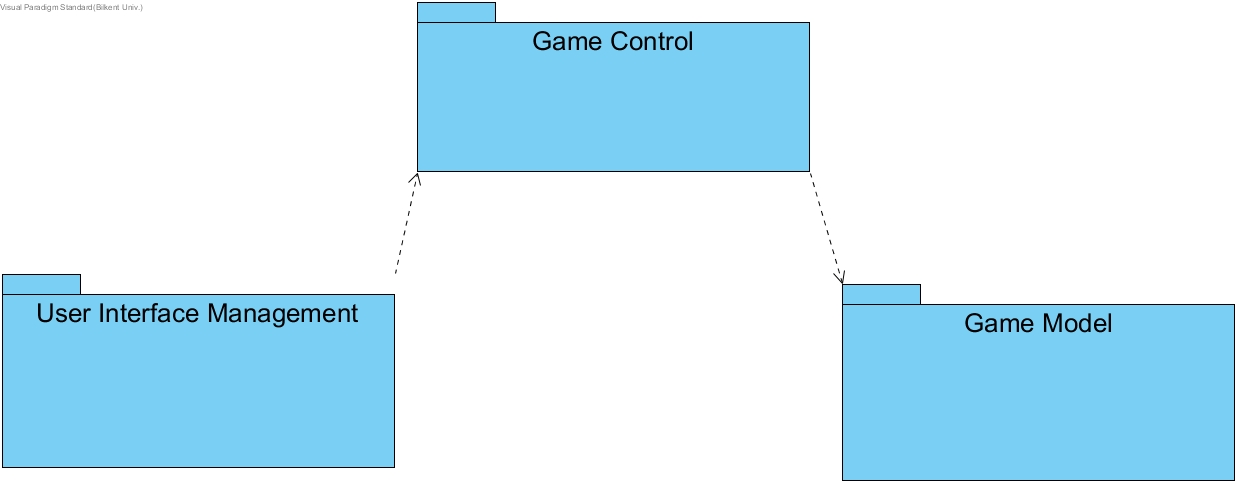 Visual Paradigm Standard(Bilkent Univ.)
Game Control
User Interface Management
Game Model